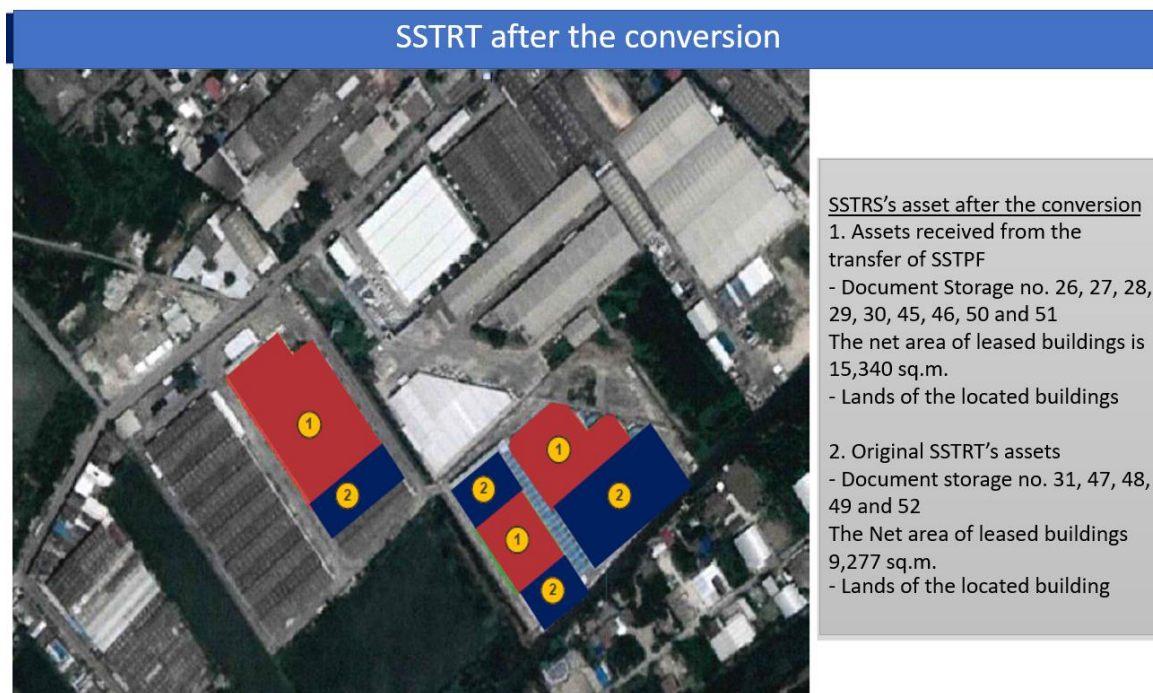 SSTRT after the conversion
1
2
2
1
1
2
2
SSTRS's asset after the conversion
1. Assets received from the
transfer of SSTPF
- Document Storage no. 26, 27, 28,
29, 30, 45, 46, 50 and 51
The net area of leased buildings is
15,340 sq.m.
- Lands of the located buildings
2. Original SSTRT's assets
- Document storage no. 31, 47, 48,
49 and 52
The Net area of leased buildings
9,277 sq.m.
- Lands of the located building